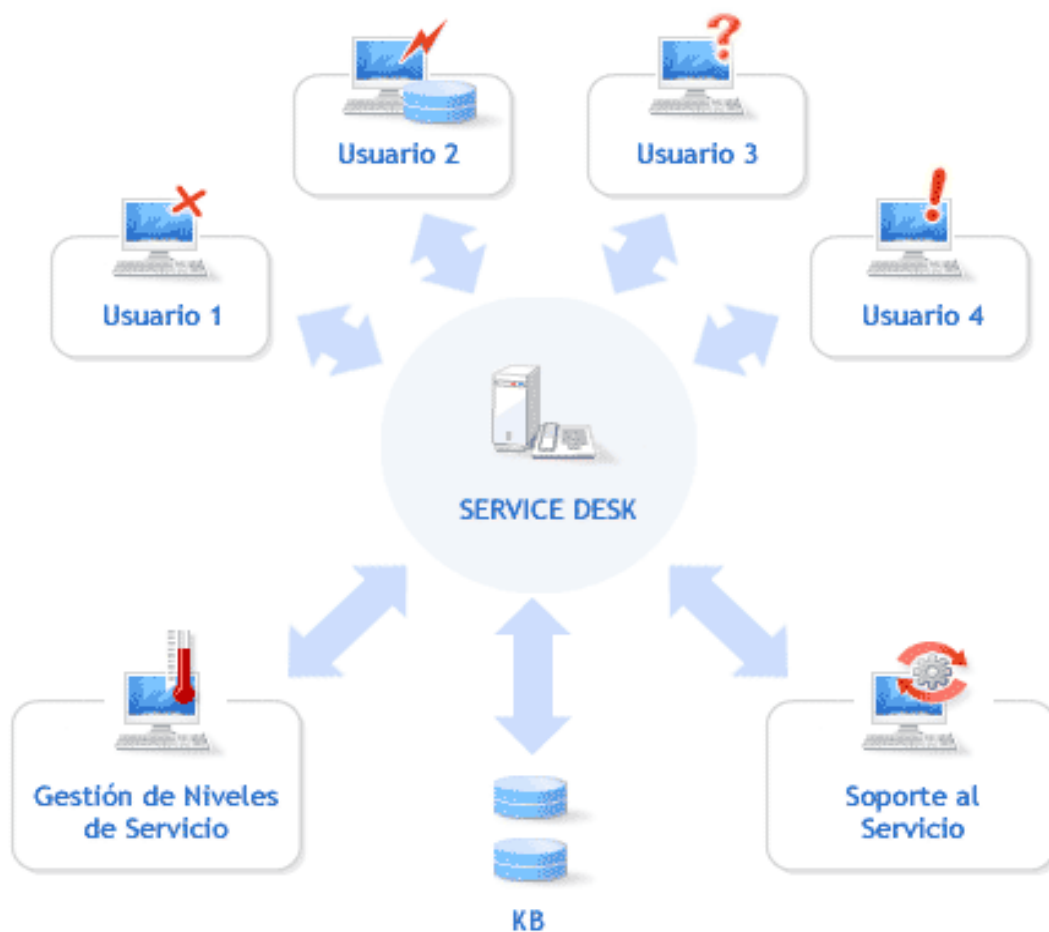 Usuario 2
Usuario 3
Usuario 1
Usuario 4
SERVICE DESK
Gestión de Niveles
de Servicio
Soporte al
Servicio
KB